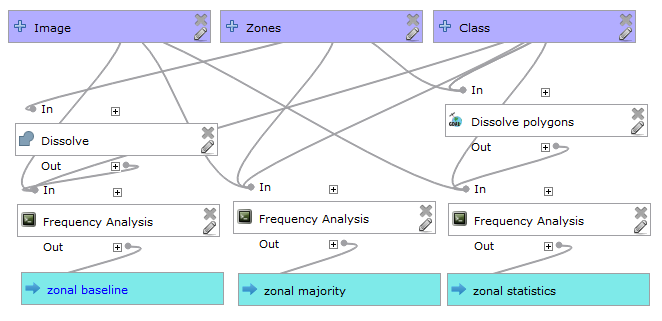 Image Zones Class
In In
Dissolve Dissolve polygons
Out Out
In In In
Frequency Analysis Frequency Analysis Frequency Analysis
Out Out Out
zonal baseline zonal majority zonal statistics